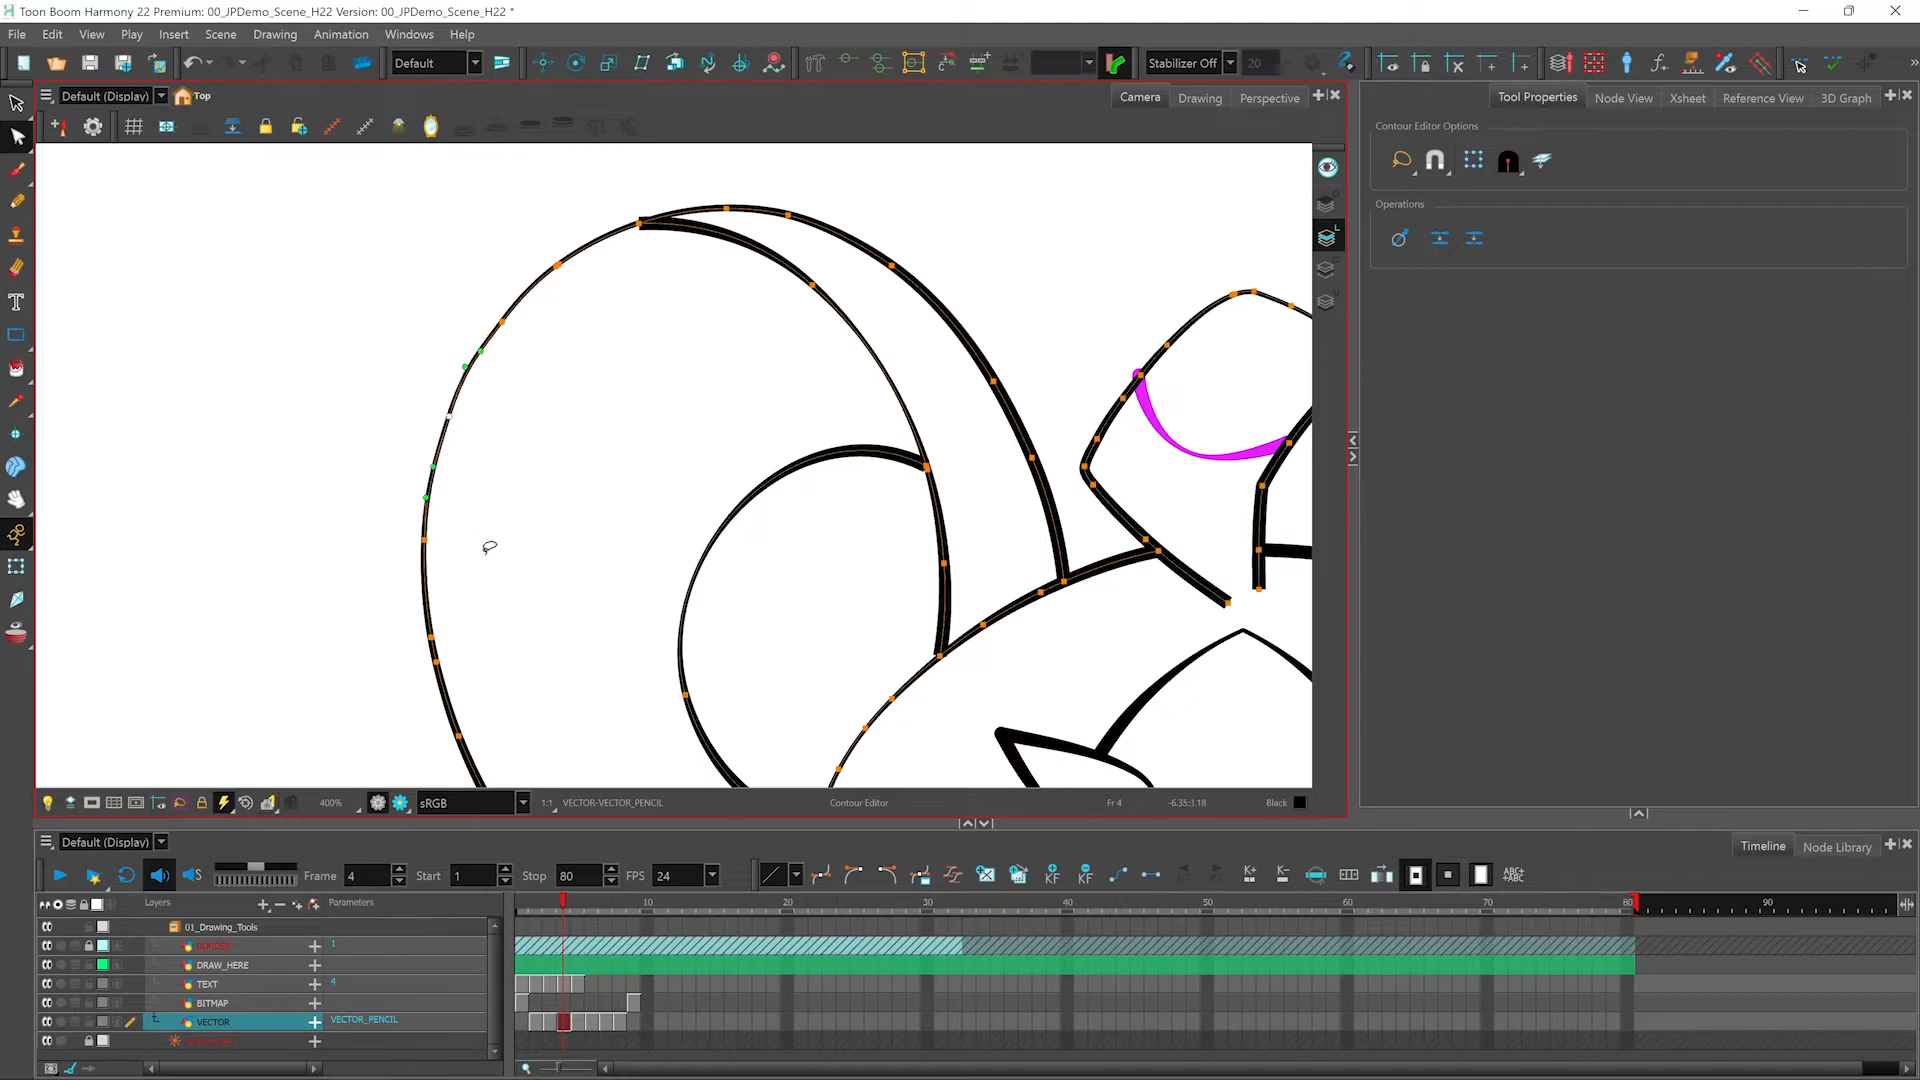 Toon Boom Harmony 22 Premium: 00_JPDemo_Scene_H22 Version: 00_JPDemo_Scene_H22 *
File Edit View Play Insert Scene Drawing Animation Windows Help
Default Stabilizer Off 20
Default (Display) Top Camera Drawing Perspective
Tool Properties Node View Xsheet Reference View 3D Graph
Contour Editor Options
Operations
400% sRGB 1:1 VECTOR-VECTOR_PENCIL Contour Editor Fr 4 -6.35:3.18 Black
Default (Display) Timeline Node Library
Frame 4 Start 1 Stop 80 FPS 24
Layers Parameters
10 20 30 40 50 60 70 80 90
01_Drawing_Tools
BORDER 1
DRAW_HERE
TEXT 4
BITMAP
VECTOR VECTOR_PENCIL